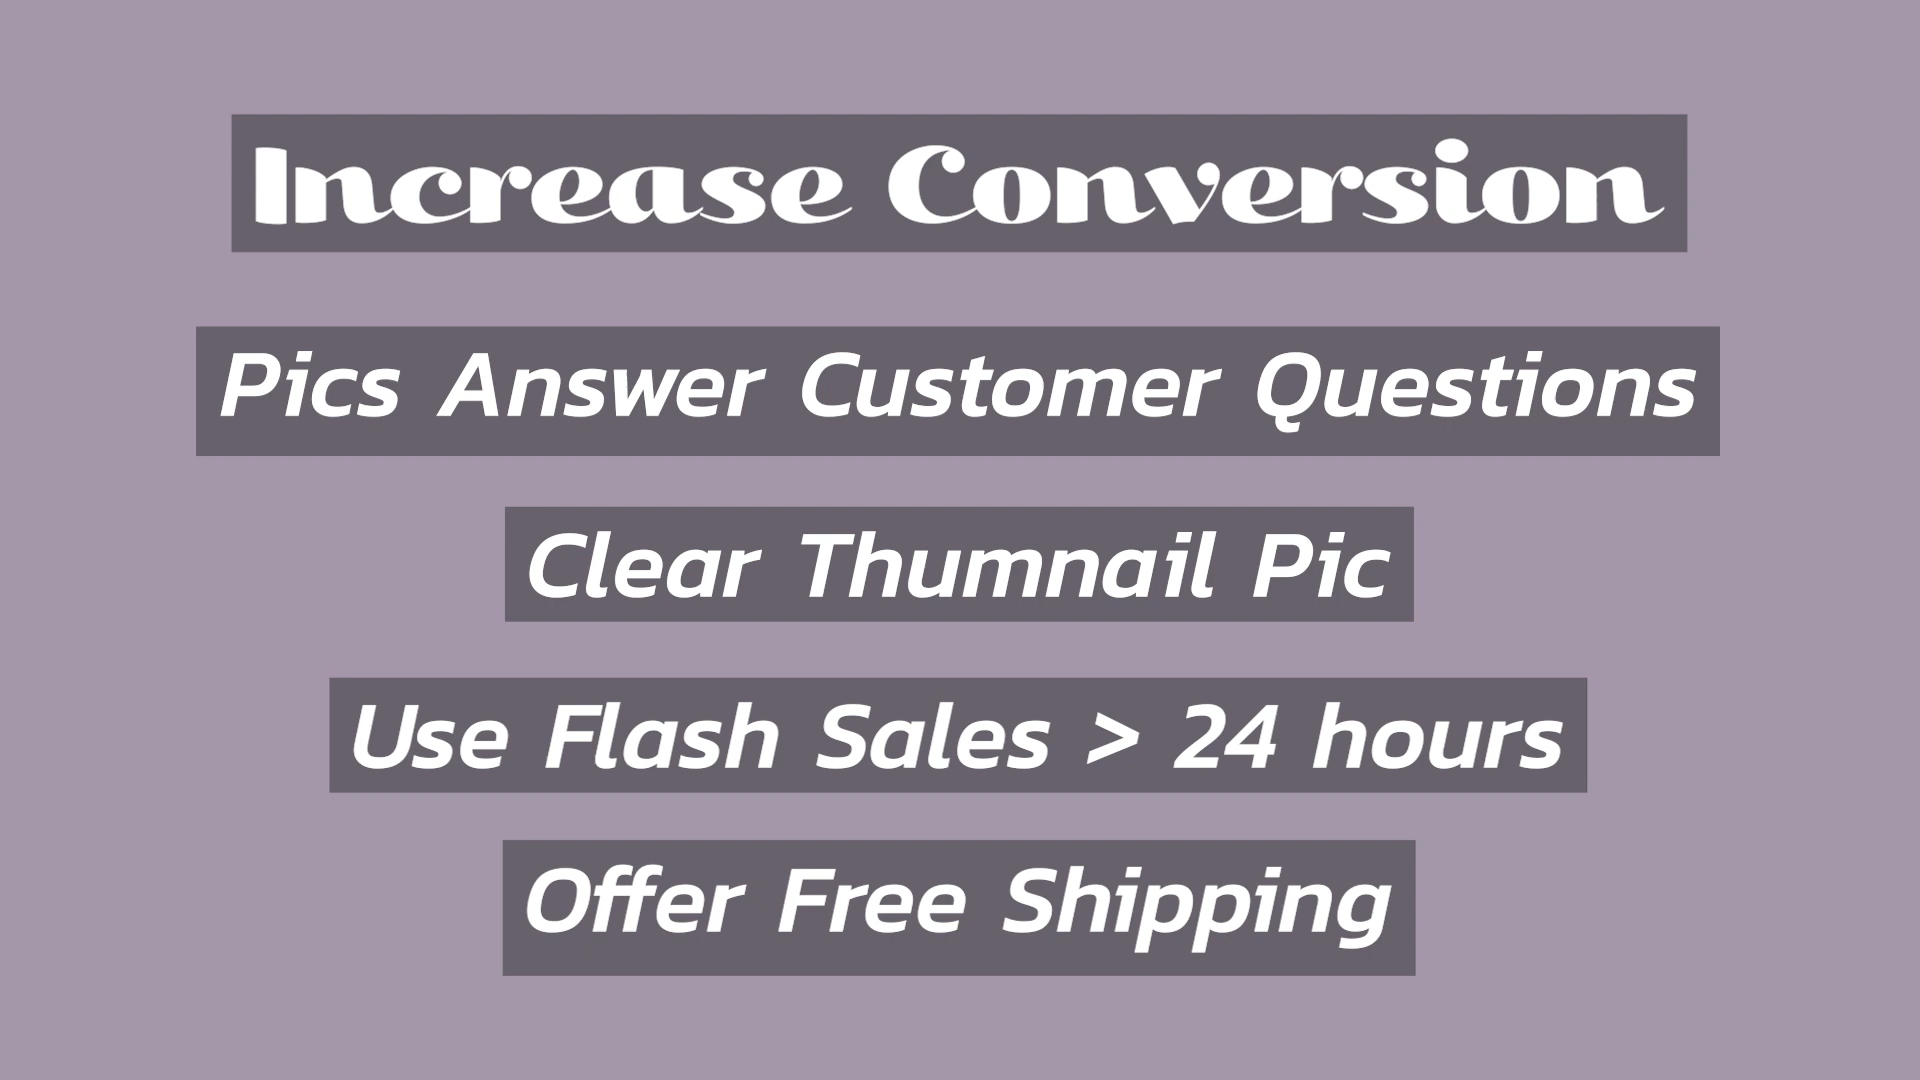 Increase Conversion
Pics Answer Customer Questions
Clear Thumnail Pic
Use Flash Sales > 24 hours
Offer Free Shipping